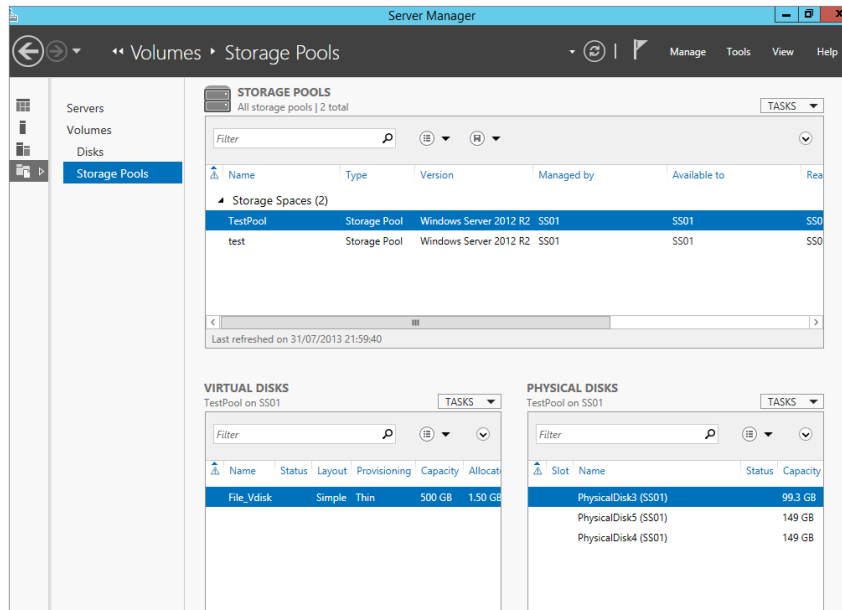 Server Manager
Volumes Storage Pools
Manage Tools View Help
Servers
Volumes
Disks
Storage Pools
STORAGE POOLS
All storage pools | 2 total
TASKS
Filter
Name Type Version Managed by Available to Rea
Storage Spaces (2)
TestPool Storage Pool Windows Server 2012 R2 SS01 SS01 SS0
test Storage Pool Windows Server 2012 R2 SS01 SS01 SS0
Last refreshed on 31/07/2013 21:59:40
VIRTUAL DISKS
TestPool on SS01
TASKS
Filter
Name Status Layout Provisioning Capacity Allocat
File_Vdisk Simple Thin 500 GB 1.50 GB
PHYSICAL DISKS
TestPool on SS01
TASKS
Filter
Slot Name Status Capacity
PhysicalDisk3 (SS01) 99.3 GB
PhysicalDisk5 (SS01) 149 GB
PhysicalDisk4 (SS01) 149 GB